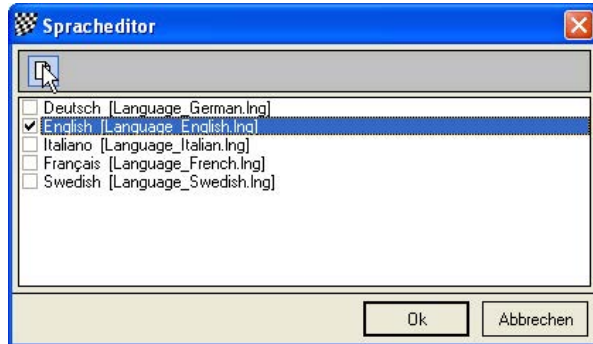 Spracheditor
Deutsch [Language_German.lng]
English [Language_English.lng]
Italiano [Language_Italian.lng]
Français [Language_French.lng]
Swedish [Language_Swedish.lng]
Ok Abbrechen